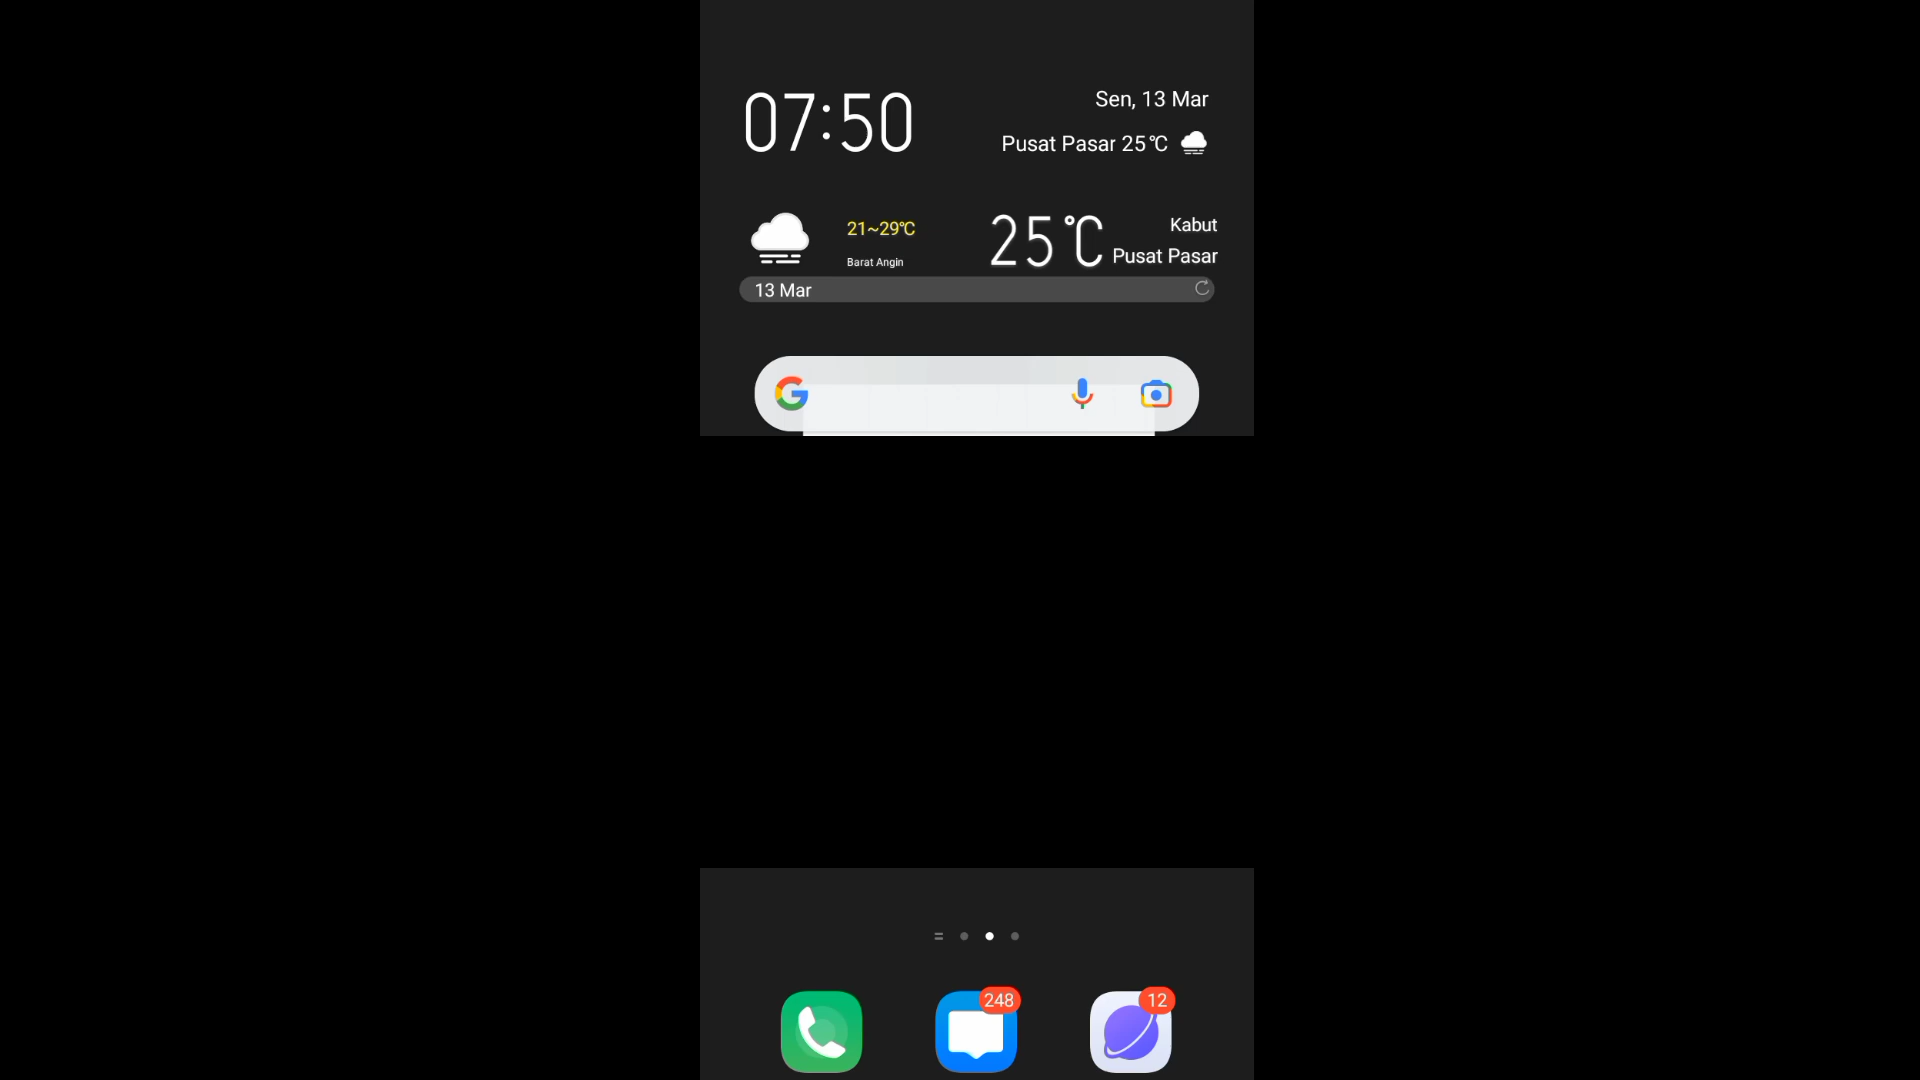 07:50
Sen, 13 Mar
Pusat Pasar 25℃
21~29℃
Barat Angin
25℃
Kabut
Pusat Pasar
13 Mar
248
12